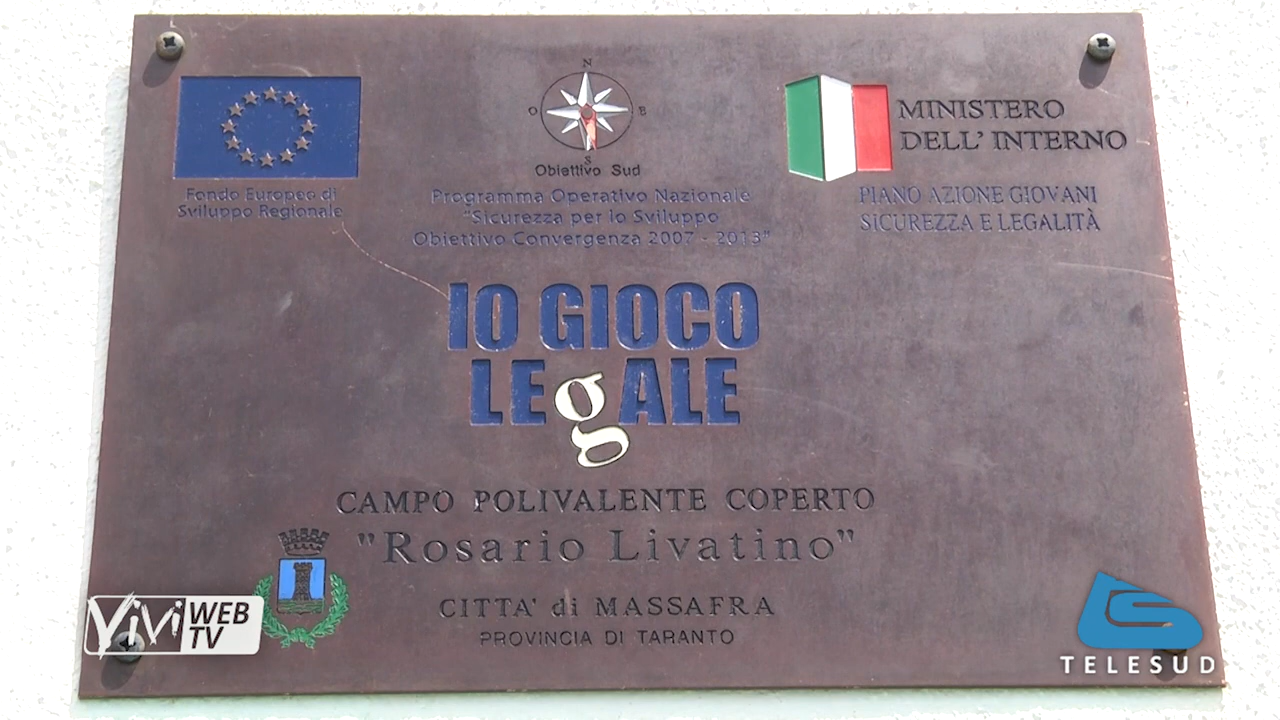 N
O E
S
Obiettivo Sud
Fondo Europeo di
Sviluppo Regionale
Programma Operativo Nazionale
"Sicurezza per lo Sviluppo
Obiettivo Convergenza 2007 - 2013"
MINISTERO
DELL' INTERNO
PIANO AZIONE GIOVANI
SICUREZZA E LEGALITÀ
IO GIOCO
LEgALE
CAMPO POLIVALENTE COPERTO
"Rosario Livatino"
CITTA' di MASSAFRA
PROVINCIA DI TARANTO
ViVi WEB
TV
TELESUD